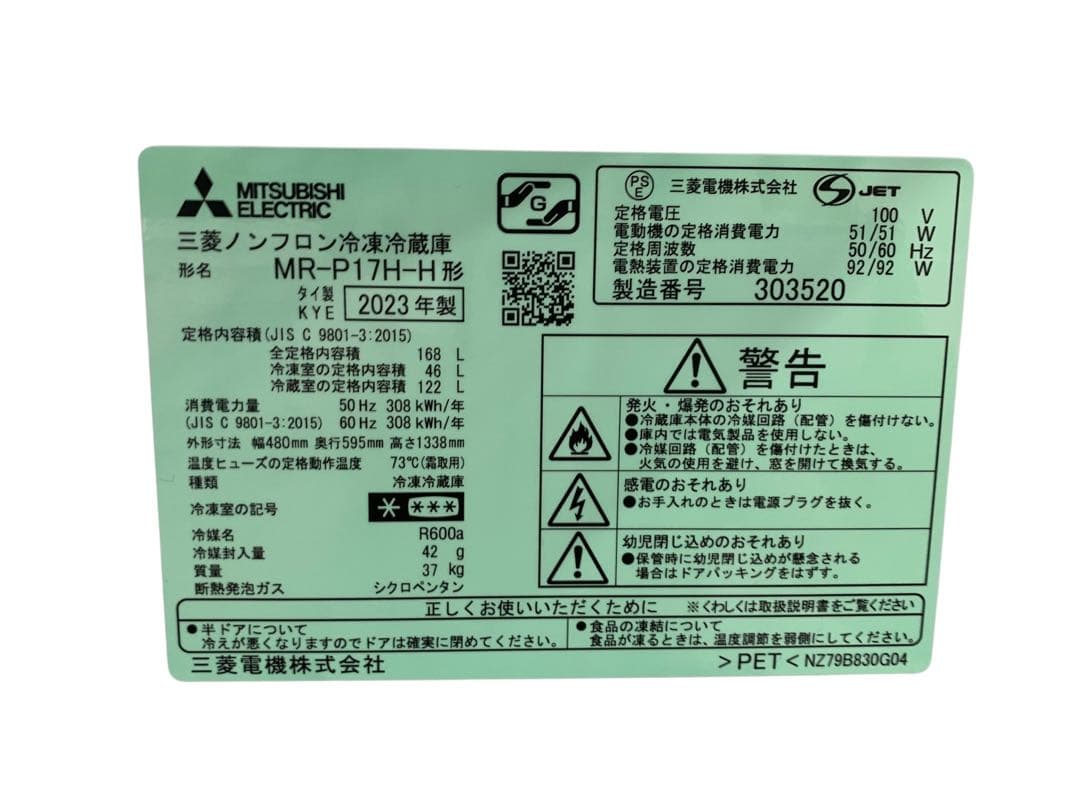 MITSUBISHI
ELECTRIC
G
三菱ノンフロン冷凍冷蔵庫
形名 MR-P17H-H形
タイ製
KYE
2023年製
定格内容積(JIS C 9801-3:2015)
全定格内容積 168 L
冷凍室の定格内容積 46 L
冷蔵室の定格内容積 122 L
消費電力量 50Hz 308kWh/年
(JIS C 9801-3:2015) 60Hz 308kWh/年
外形寸法 幅480mm 奥行595mm 高さ1338mm
温度ヒューズの定格動作温度 73℃(霜取用)
種類 冷凍冷蔵庫
冷凍室の記号 * ***
冷媒名 R600a
冷媒封入量 42 g
質量 37 kg
断熱発泡ガス シクロペンタン
PS
E
三菱電機株式会社 S JET
定格電圧 100 V
電動機の定格消費電力 51/51 W
定格周波数 50/60 Hz
電熱装置の定格消費電力 92/92 W
製造番号 303520
警告
発火・爆発のおそれあり
●冷蔵庫本体の冷媒回路(配管)を傷付けない。
●庫内では電気製品を使用しない。
●冷媒回路(配管)を傷付けたときは、
火気の使用を避け、窓を開けて換気する。
感電のおそれあり
●お手入れのときは電源プラグを抜く。
幼児閉じ込めのおそれあり
●保管時に幼児閉じ込めが懸念される
場合はドアパッキングをはずす。
正しくお使いいただくために ※くわしくは取扱説明書をご覧ください
●半ドアについて
冷えが悪くなりますのでドアは確実に閉めてください。
●食品の凍結について
食品が凍るときは、温度調節を弱側にしてください。
三菱電機株式会社
>PET< NZ79B830G04